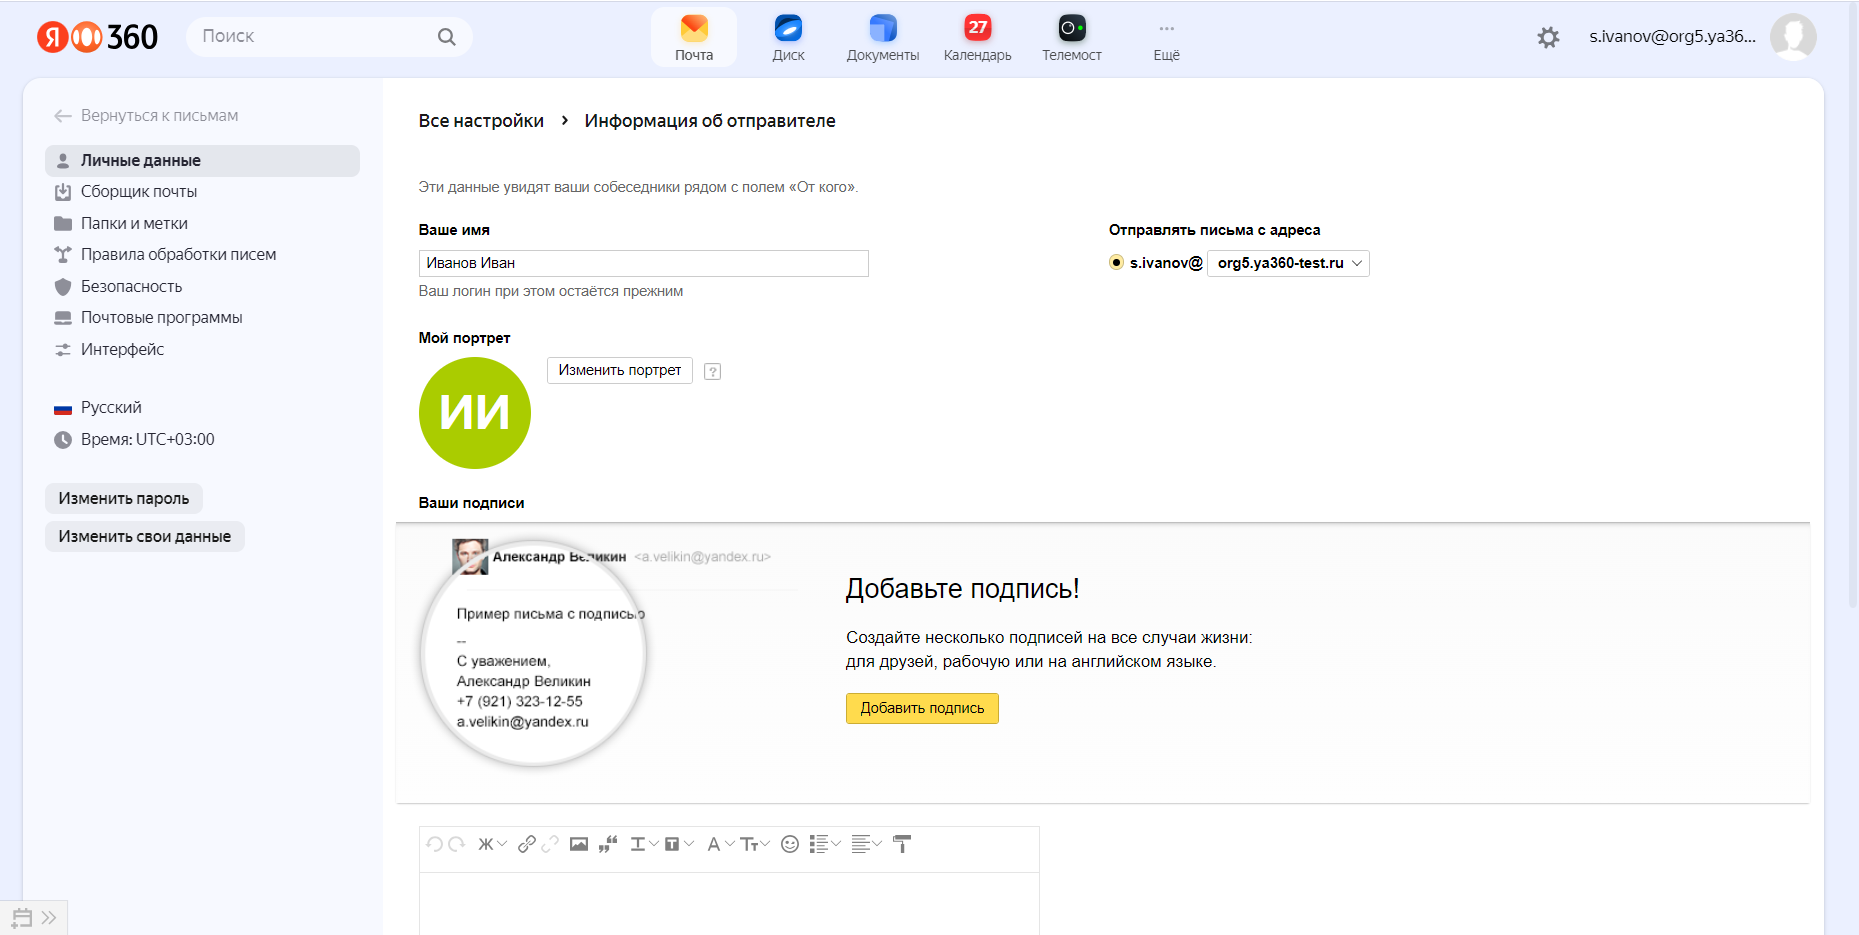 Я 360
Поиск
Почта
Диск
Документы
27
Календарь
Телемост
Ещё
s.ivanov@org5.ya36...
Вернуться к письмам
Личные данные
Сборщик почты
Папки и метки
Правила обработки писем
Безопасность
Почтовые программы
Интерфейс
Русский
Время: UTC+03:00
Изменить пароль
Изменить свои данные
Все настройки › Информация об отправителе
Эти данные увидят ваши собеседники рядом с полем «От кого».
Ваше имя
Иванов Иван
Ваш логин при этом остаётся прежним
Отправлять письма с адреса
s.ivanov@ org5.ya360-test.ru
Мой портрет
ИИ
Изменить портрет ?
Ваши подписи
Александр Великин <a.velikin@yandex.ru>
Пример письма с подписью
--
С уважением,
Александр Великин
+7 (921) 323-12-55
a.velikin@yandex.ru
Добавьте подпись!
Создайте несколько подписей на все случаи жизни:
для друзей, рабочую или на английском языке.
Добавить подпись
Ж T A Tт